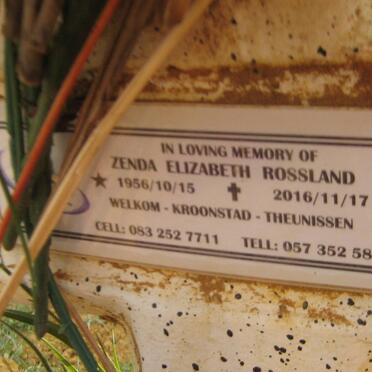 IN LOVING MEMORY OF
ZENDA ELIZABETH ROSSLAND
★ 1956/10/15 ✝ 2016/11/17
WELKOM - KROONSTAD - THEUNISSEN
CELL: 083 252 7711 TELL: 057 352 58